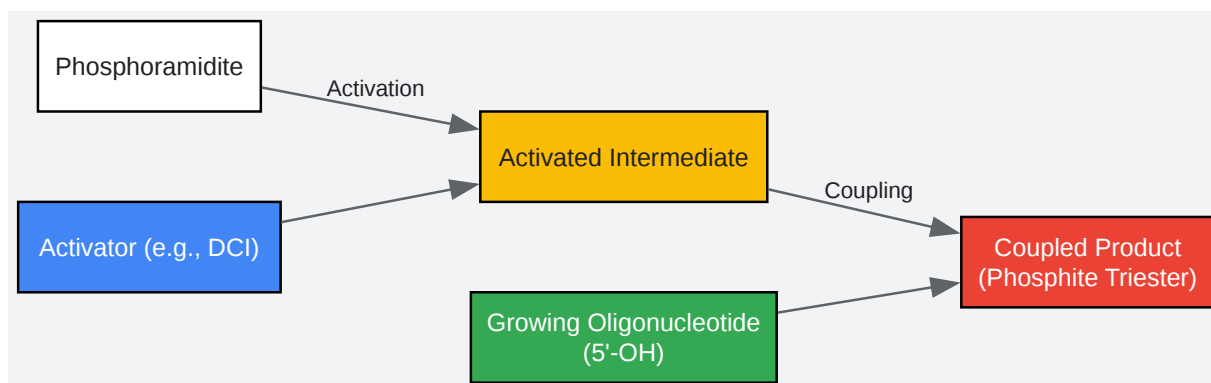 Phosphoramidite
Activation
Activated Intermediate
Coupling
Activator (e.g., DCI)
Coupled Product
(Phosphite Triester)
Growing Oligonucleotide
(5'-OH)